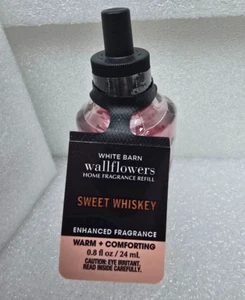 WHITE BARN
wallflowers
HOME FRAGRANCE REFILL
SWEET WHISKEY
ENHANCED FRAGRANCE
WARM + COMFORTING
0.8 fl oz / 24 mL
CAUTION: EYE IRRITANT.
READ INSIDE CAREFULLY.